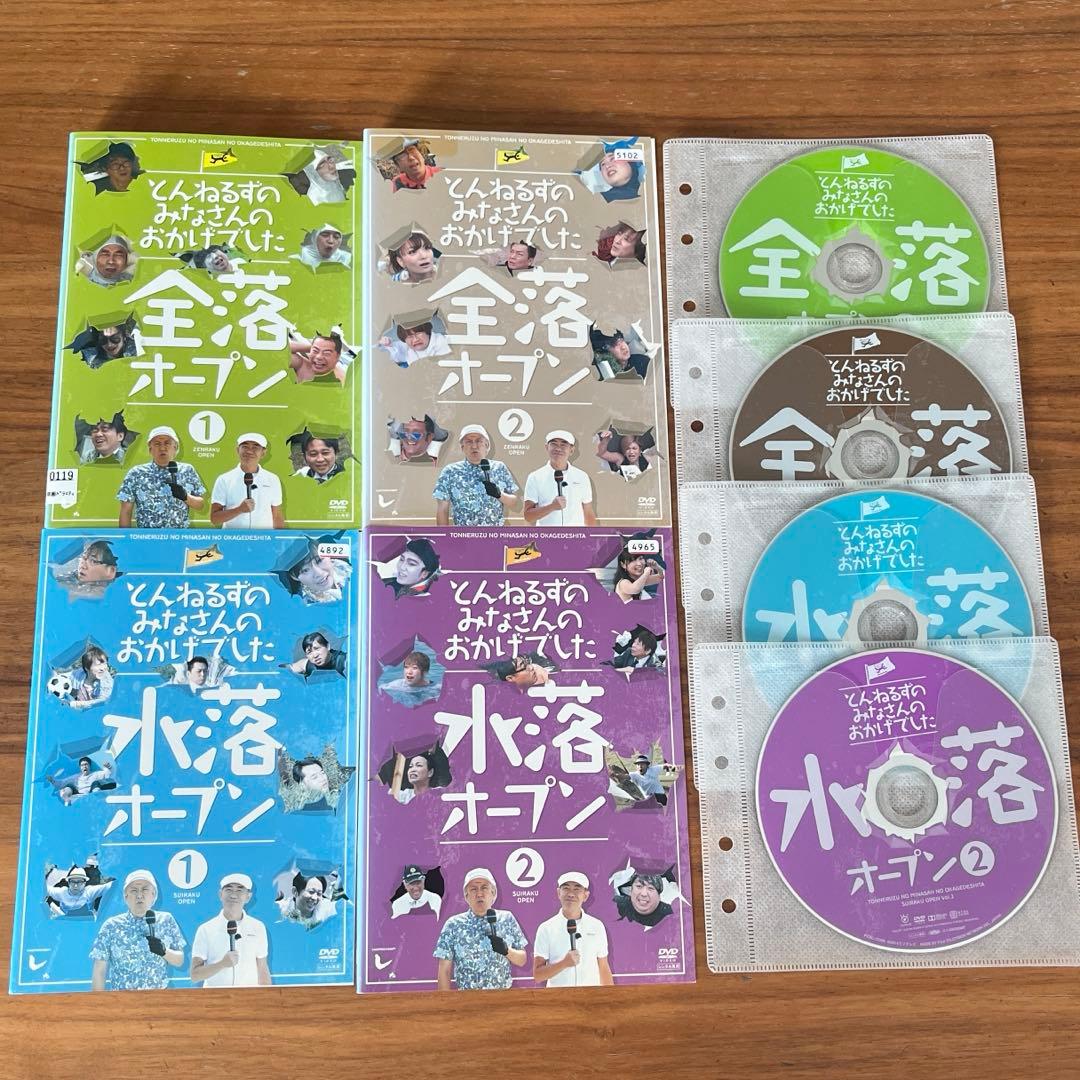 TONNERUZU NO MINASAN NO OKAGEDESHITA
とんねるずの
みなさんの
おかげでした
全落
オープン
1
ZENRAKU
OPEN
0119
DVD
VIDEO
TONNERUZU NO MINASAN NO OKAGEDESHITA
5102
とんねるずの
みなさんの
おかげでした
全落
オープン
2
ZENRAKU
OPEN
DVD
VIDEO
TONNERUZU NO MINASAN NO OKAGEDESHITA
4892
とんねるずの
みなさんの
おかげでした
水落
オープン
1
SUIRAKU
OPEN
DVD
VIDEO
TONNERUZU NO MINASAN NO OKAGEDESHITA
4965
とんねるずの
みなさんの
おかげでした
水落
オープン
2
SUIRAKU
OPEN
DVD
VIDEO
とんねるずの
みなさんの
おかげでした
全落
オープン
とんねるずの
みなさんの
おかげでした
全落
とんねるずの
みなさんの
おかげでした
水落
とんねるずの
みなさんの
おかげでした
水落
オープン2
TONNERUZU NO MINASAN NO OKAGEDESHITA